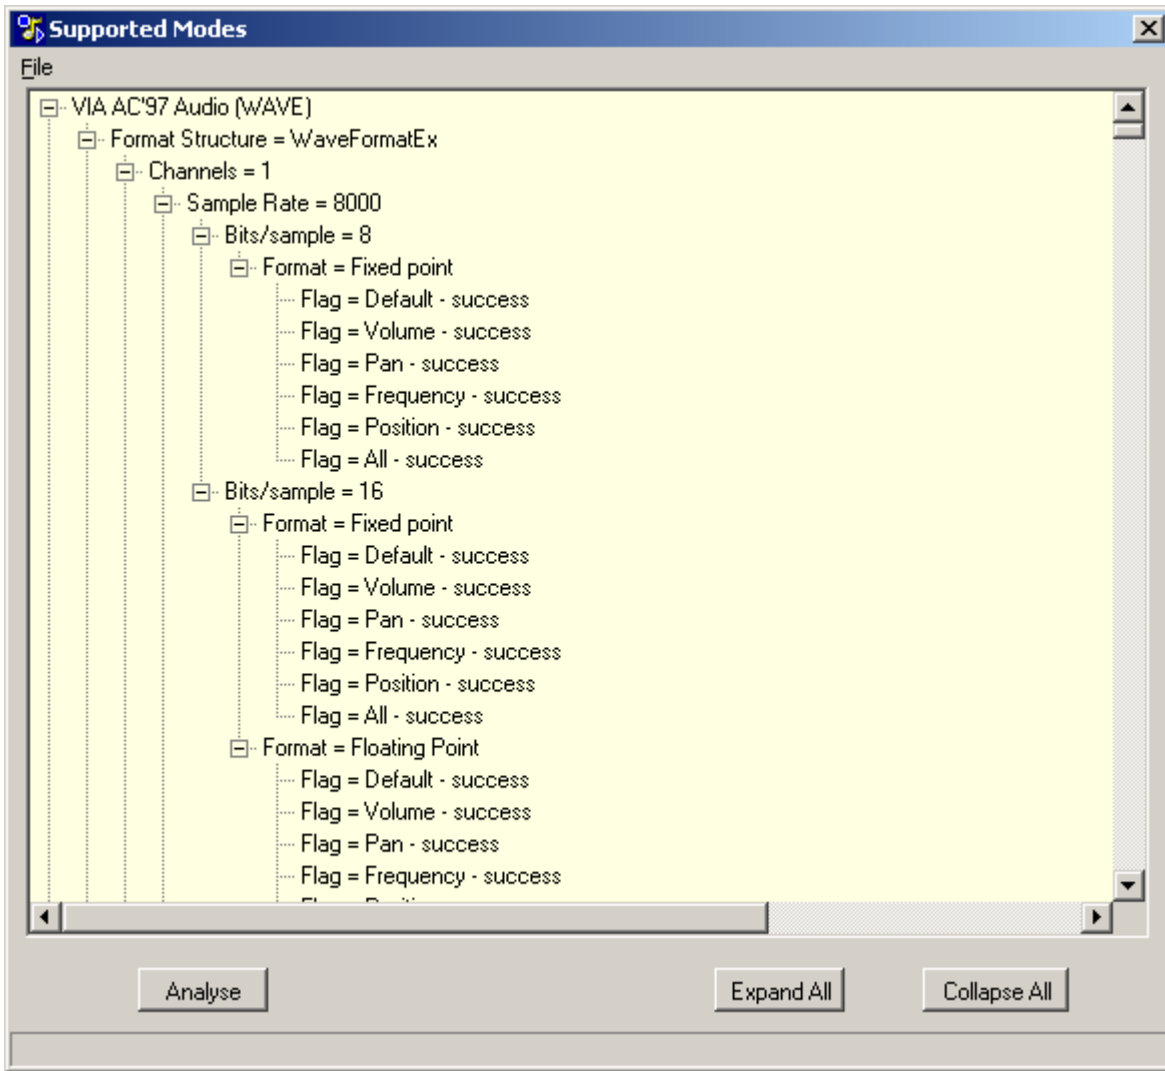 Supported Modes
File
VIA AC'97 Audio (WAVE)
Format Structure = WaveFormatEx
Channels = 1
Sample Rate = 8000
Bits/sample = 8
Format = Fixed point
Flag = Default - success
Flag = Volume - success
Flag = Pan - success
Flag = Frequency - success
Flag = Position - success
Flag = All - success
Bits/sample = 16
Format = Fixed point
Flag = Default - success
Flag = Volume - success
Flag = Pan - success
Flag = Frequency - success
Flag = Position - success
Flag = All - success
Format = Floating Point
Flag = Default - success
Flag = Volume - success
Flag = Pan - success
Flag = Frequency - success
Analyse
Expand All
Collapse All